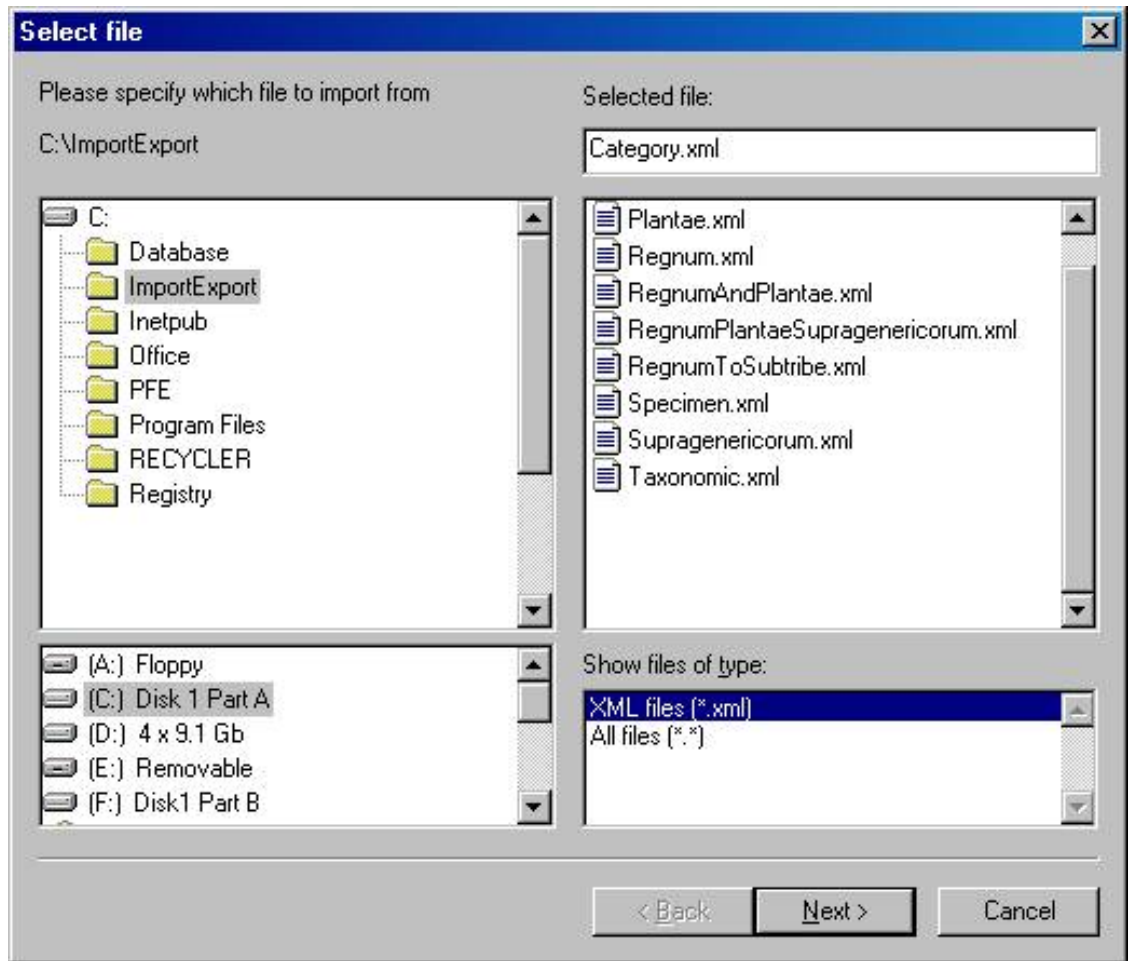 Select file
Please specify which file to import from
C:\ImportExport
Selected file:
Category.xml
C:
Database
ImportExport
Inetpub
Office
PFE
Program Files
RECYCLER
Registry
Plantae.xml
Regnum.xml
RegnumAndPlantae.xml
RegnumPlantaeSupragenericorum.xml
RegnumToSubtribe.xml
Specimen.xml
Supragenericorum.xml
Taxonomic.xml
(A:) Floppy
(C:) Disk 1 Part A
(D:) 4 x 9.1 Gb
(E:) Removable
(F:) Disk1 Part B
Show files of type:
XML files (*.xml)
All files (*.*)
< Back
Next >
Cancel